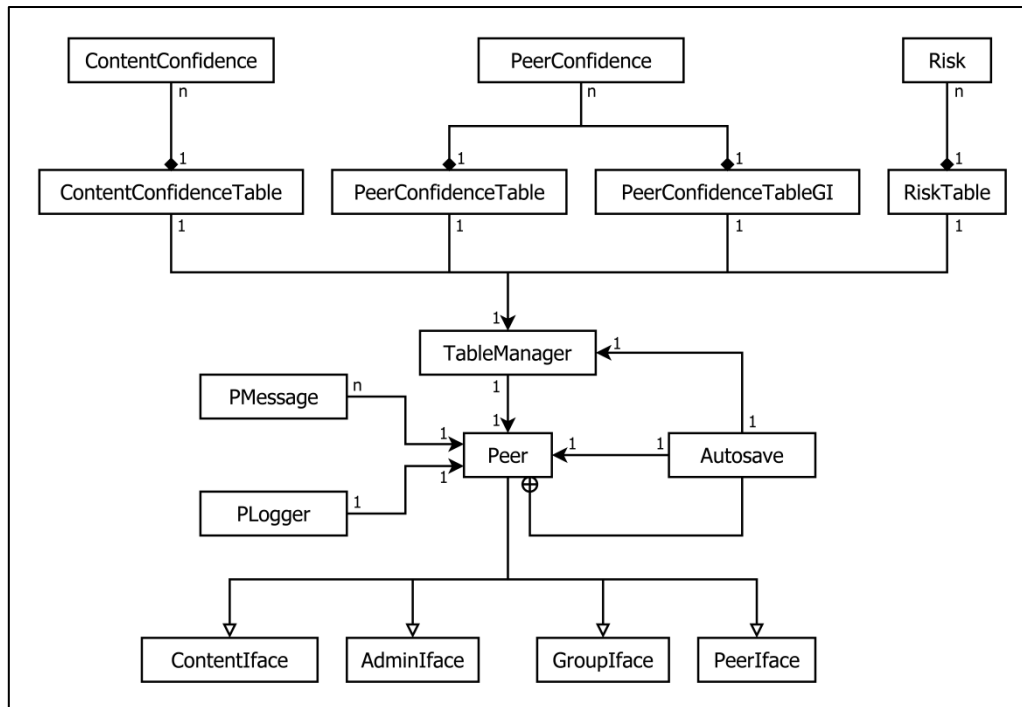 ContentConfidence
PeerConfidence
Risk
n
n
n
1
1
1
1
ContentConfidenceTable
PeerConfidenceTable
PeerConfidenceTableGI
RiskTable
1
1
1
1
1
TableManager
1
1
PMessage
n
1
1
1
Peer
1
1
Autosave
1
PLogger
1
ContentIface
AdminIface
GroupIface
PeerIface